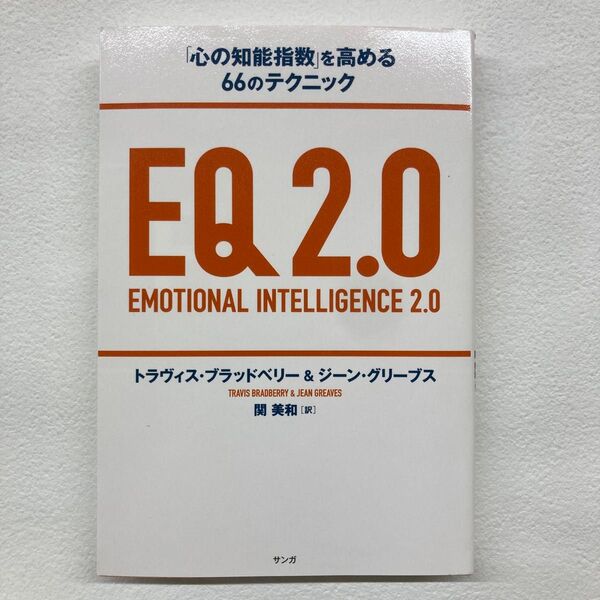 「心の知能指数」を高める
66のテクニック
EQ 2.0
EMOTIONAL INTELLIGENCE 2.0
トラヴィス・ブラッドベリー & ジーン・グリーブス
TRAVIS BRADBERRY & JEAN GREAVES
関 美和 [訳]
サンガ